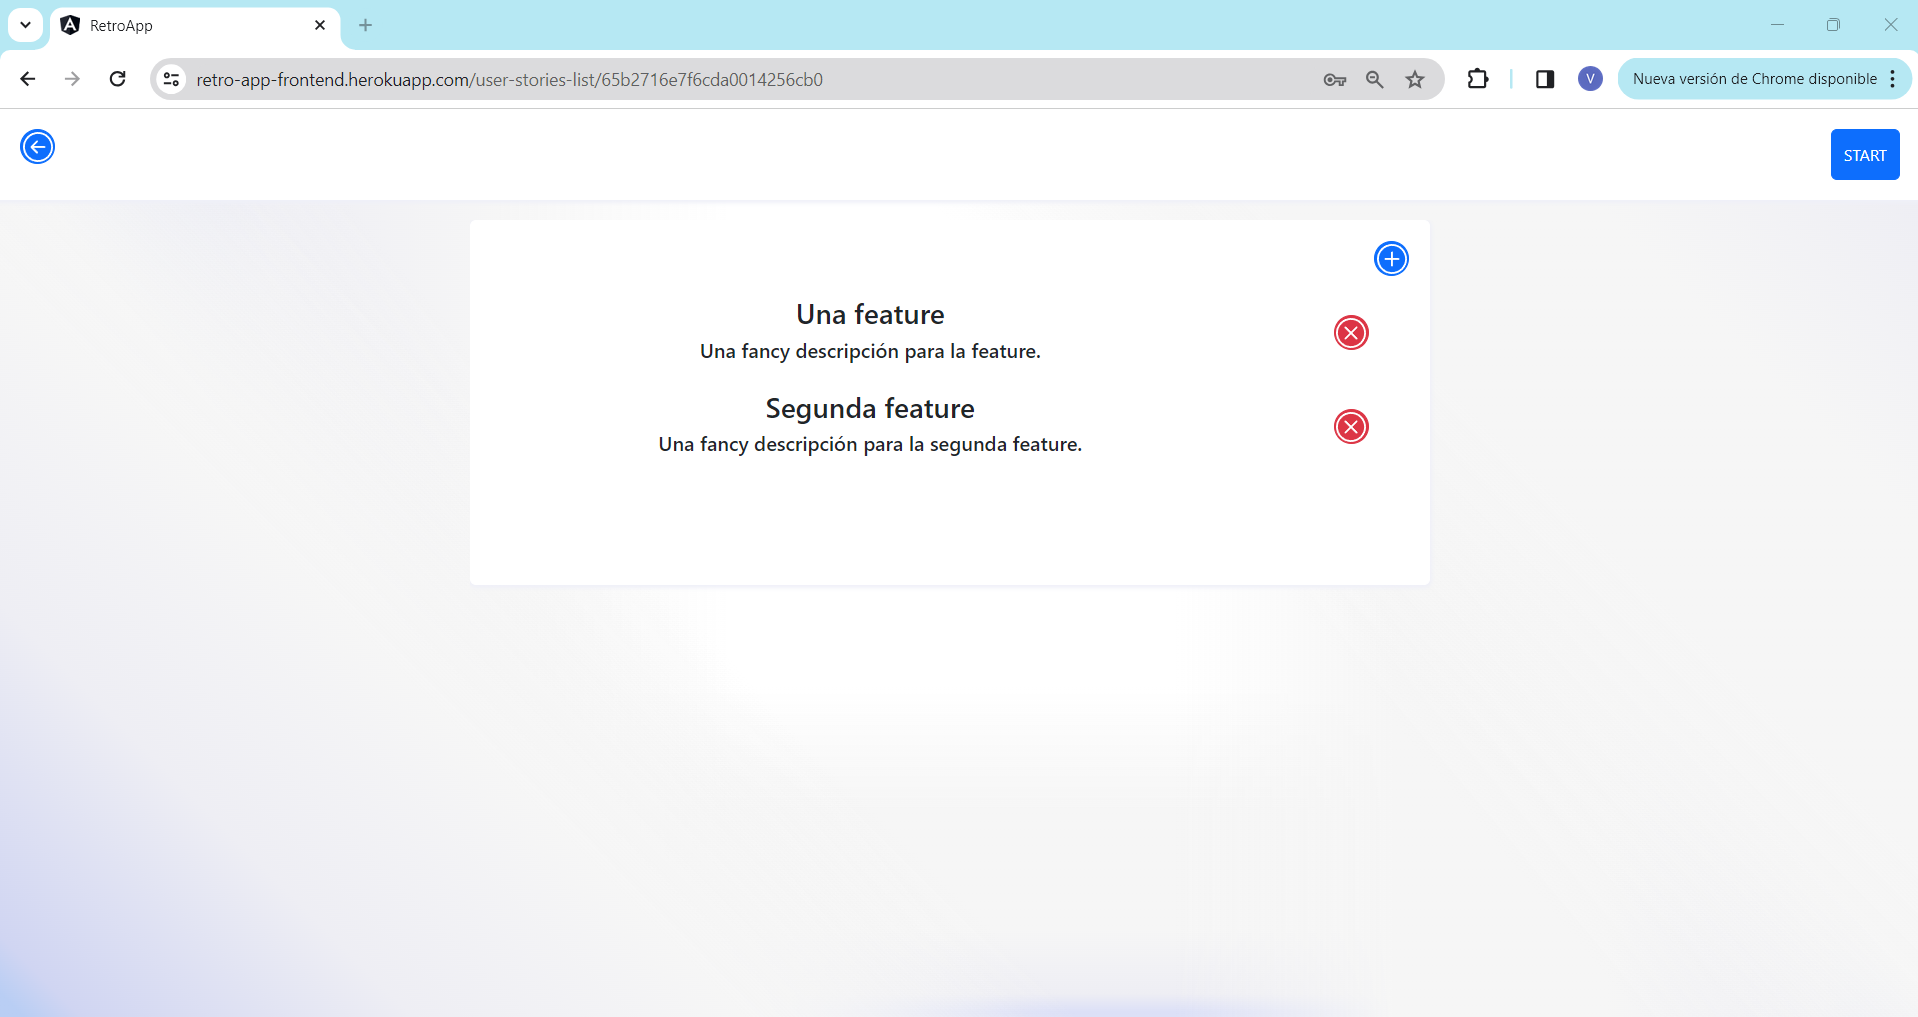 RetroApp
retro-app-frontend.herokuapp.com/user-stories-list/65b2716e7f6cda0014256cb0
V
Nueva versión de Chrome disponible
START
Una feature
Una fancy descripción para la feature.
Segunda feature
Una fancy descripción para la segunda feature.